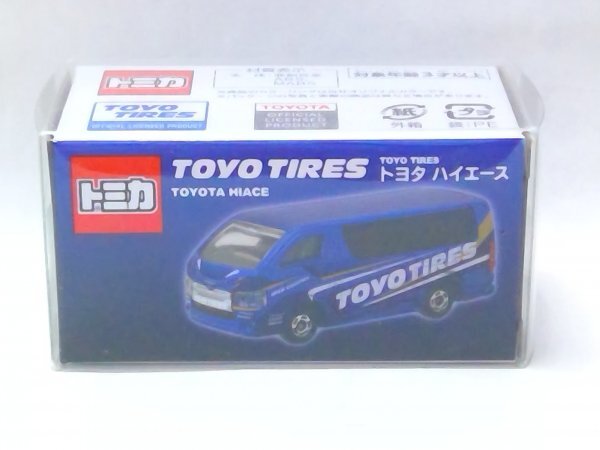 トミカ
対象年齢3才以上
TOYO TIRES
OFFICIAL LICENSED PRODUCT
TOYOTA
OFFICIAL LICENSED PRODUCT
紙
外箱
袋:PE
トミカ
TOYO TIRES
TOYOTA HIACE
TOYO TIRES
トヨタ ハイエース
TOYO TIRES